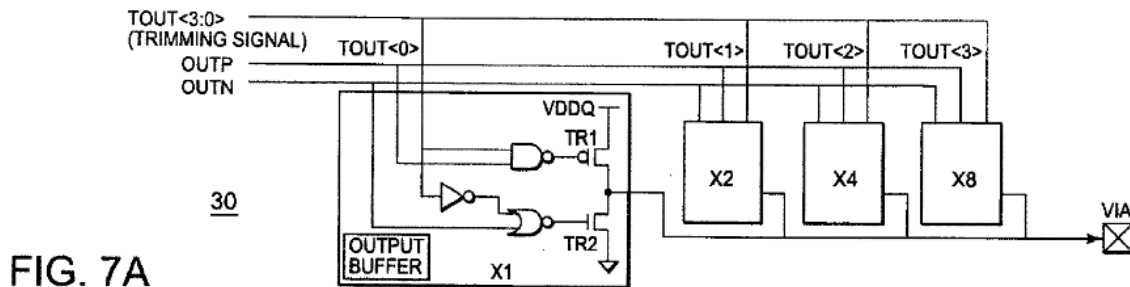 TOUT<3:0>
(TRIMMING SIGNAL)
TOUT<0>
TOUT<1>
TOUT<2>
TOUT<3>
OUTP
OUTN
VDDQ
TR1
X2
X4
X8
30
VIA
TR2
OUTPUT
BUFFER
X1
FIG. 7A